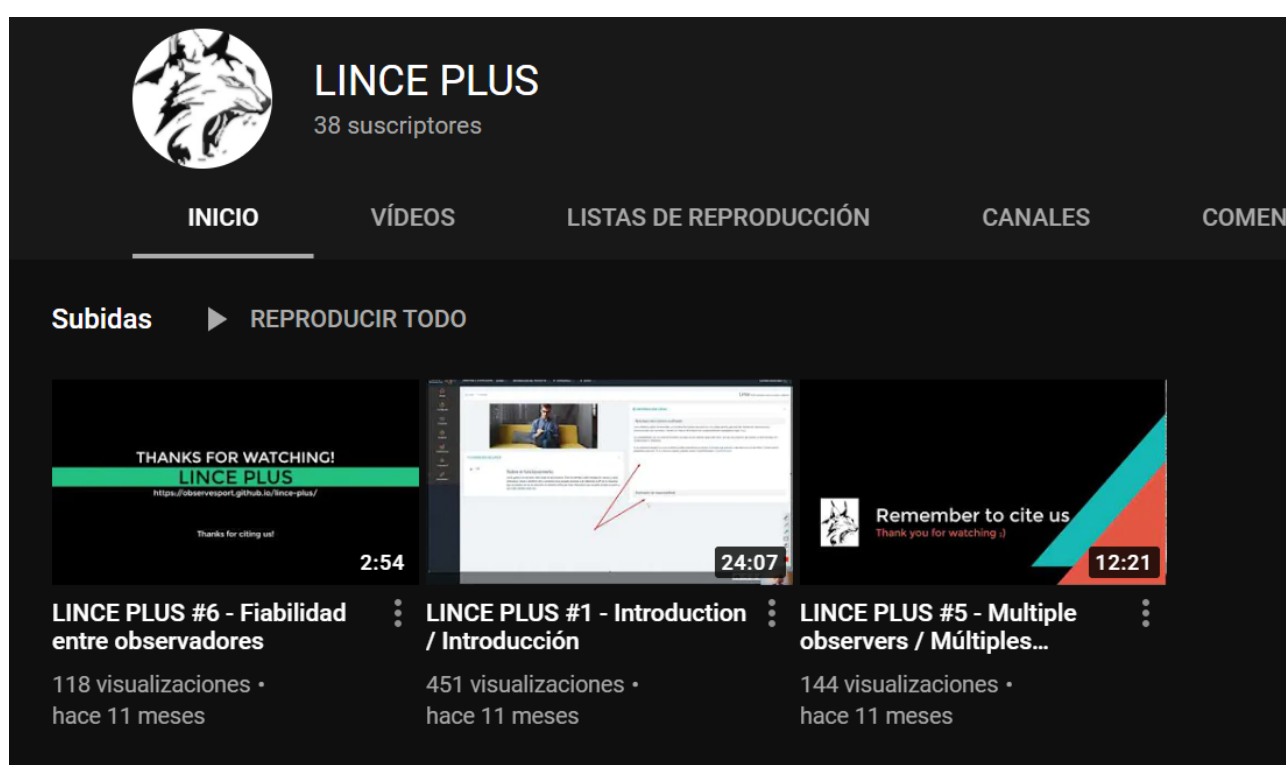 LINCE PLUS
38 suscriptores
INICIO
VÍDEOS
LISTAS DE REPRODUCCIÓN
CANALES
COMEN
Subidas
REPRODUCIR TODO
THANKS FOR WATCHING!
LINCE PLUS
https://observesport.github.io/lince-plus/
Thanks for citing us!
2:54
24:07
Remember to cite us
Thank you for watching ;)
12:21
LINCE PLUS #6 - Fiabilidad
entre observadores
118 visualizaciones •
hace 11 meses
LINCE PLUS #1 - Introduction
/ Introducción
451 visualizaciones •
hace 11 meses
LINCE PLUS #5 - Multiple
observers / Múltiples…
144 visualizaciones •
hace 11 meses